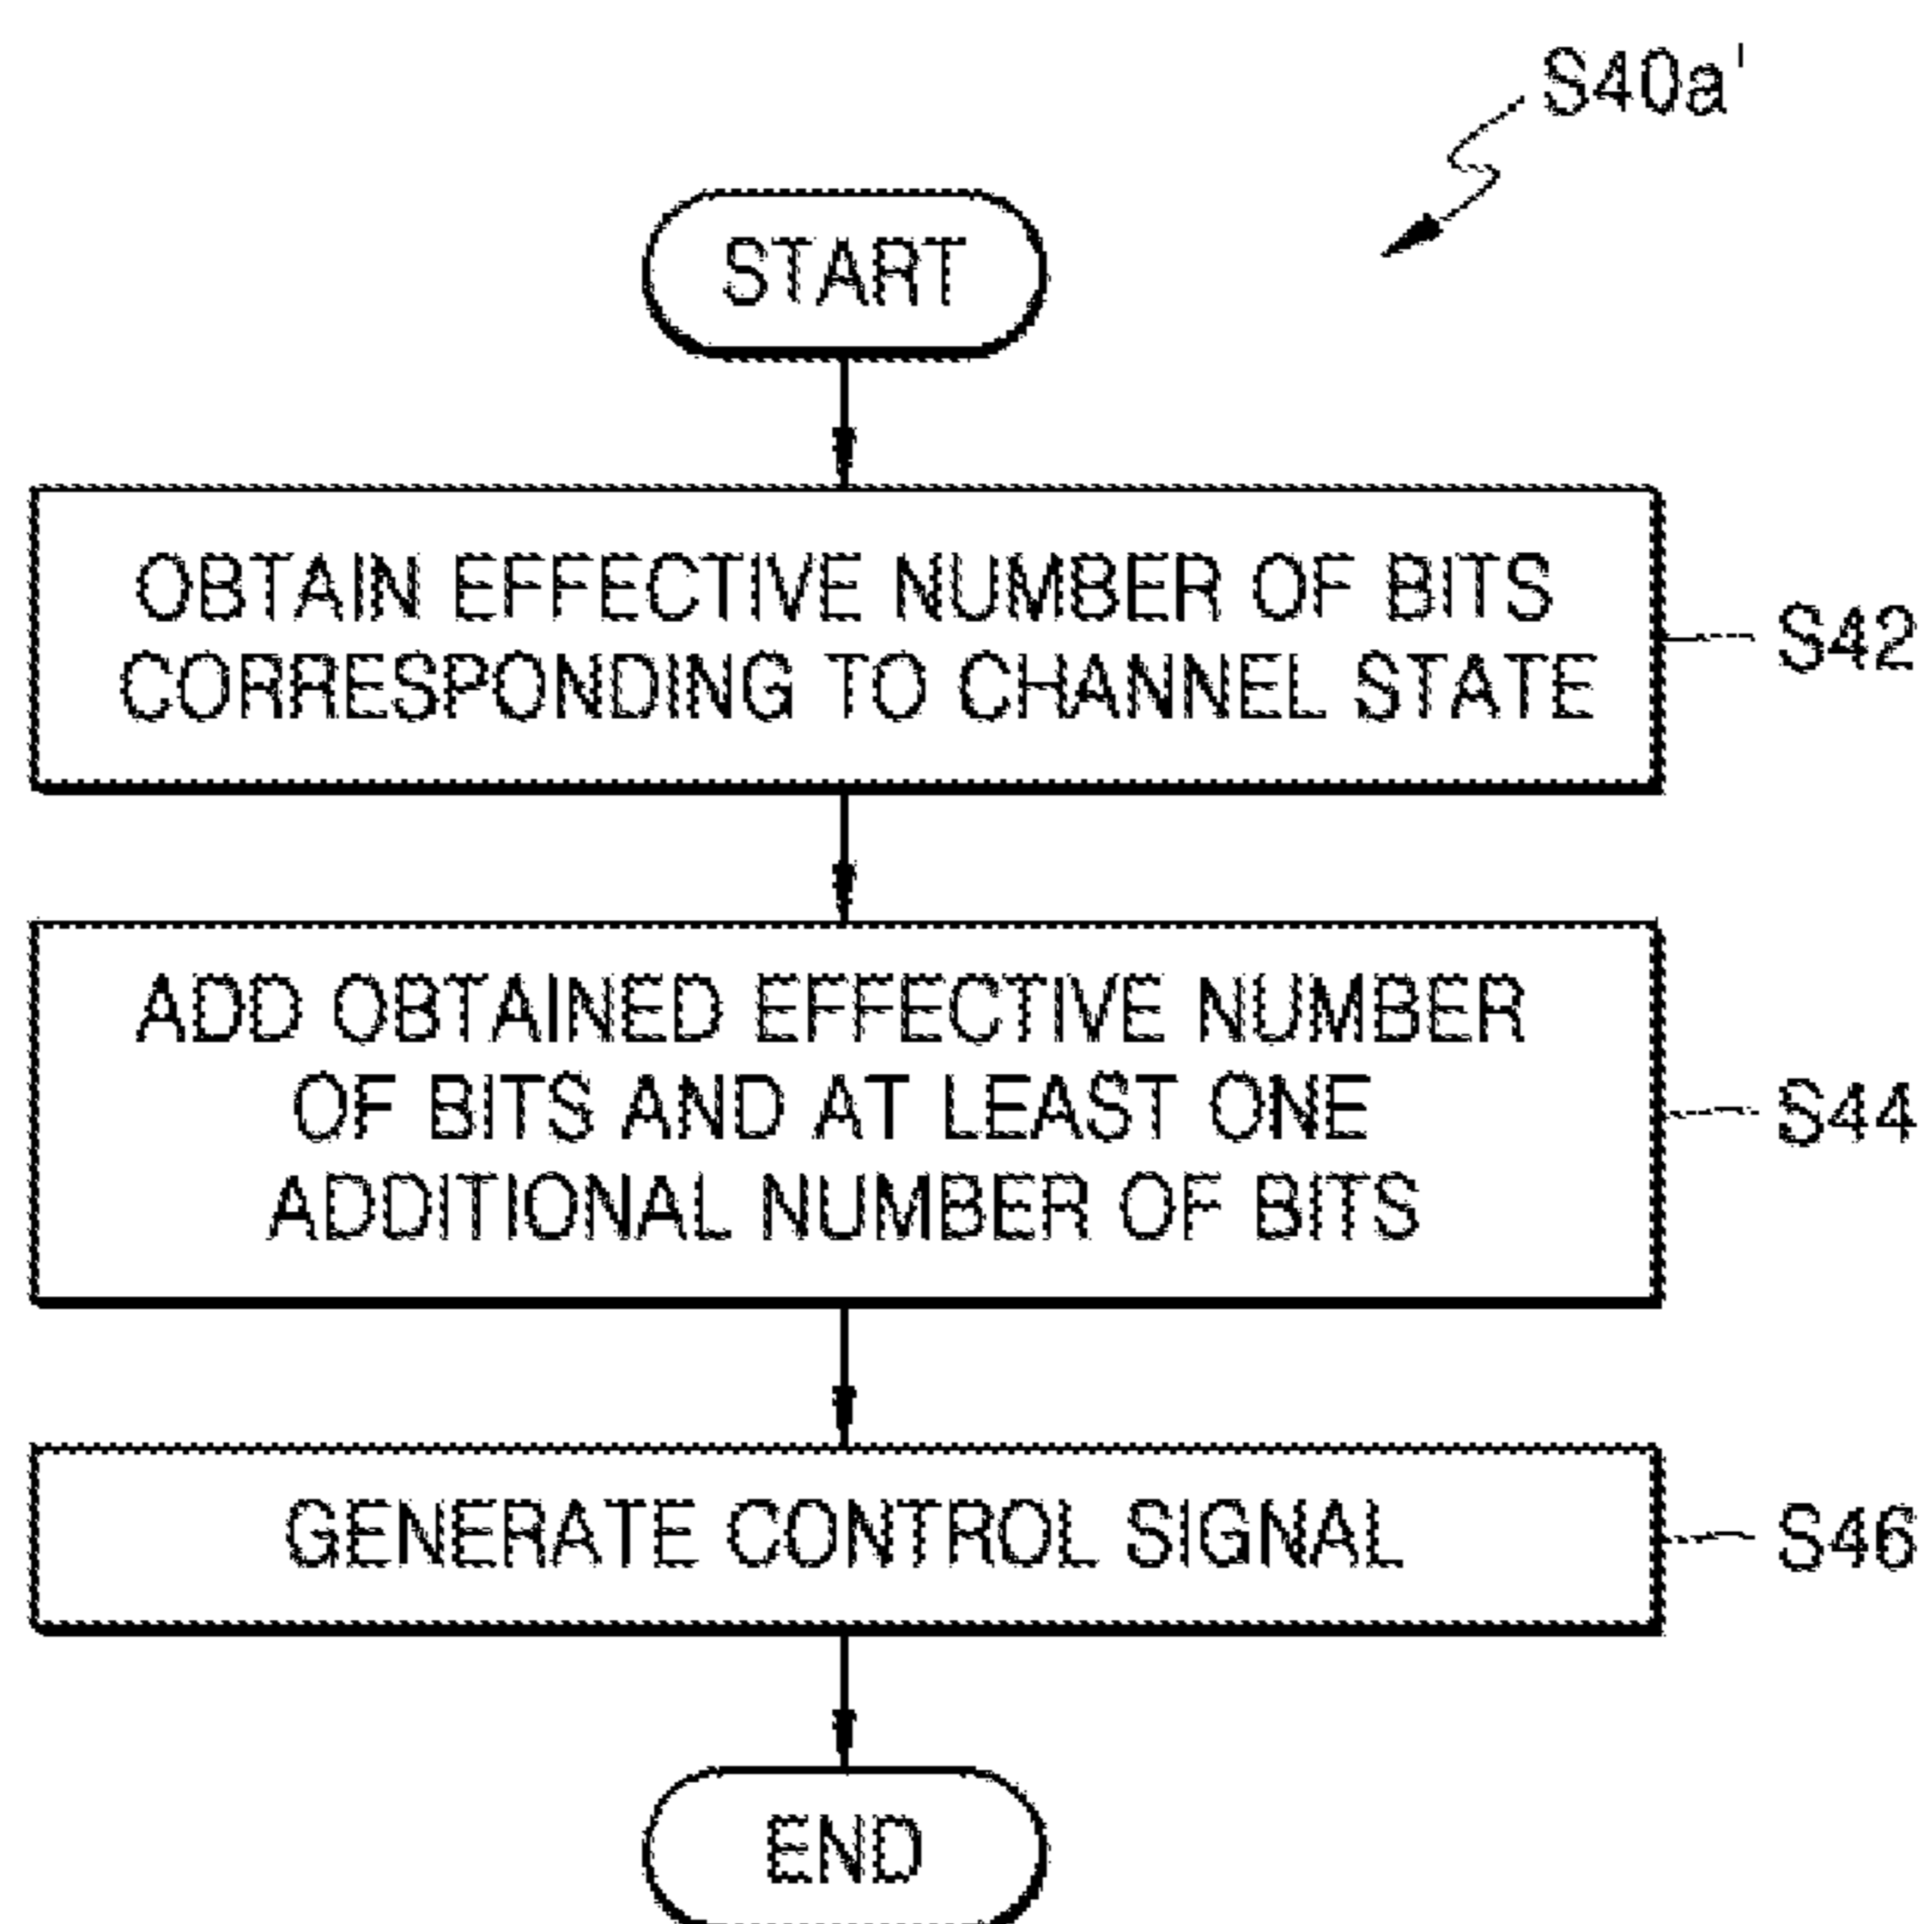 S40a'
START
OBTAIN EFFECTIVE NUMBER OF BITS
CORRESPONDING TO CHANNEL STATE
S42
ADD OBTAINED EFFECTIVE NUMBER
OF BITS AND AT LEAST ONE
ADDITIONAL NUMBER OF BITS
S44
GENERATE CONTROL SIGNAL
S46
END